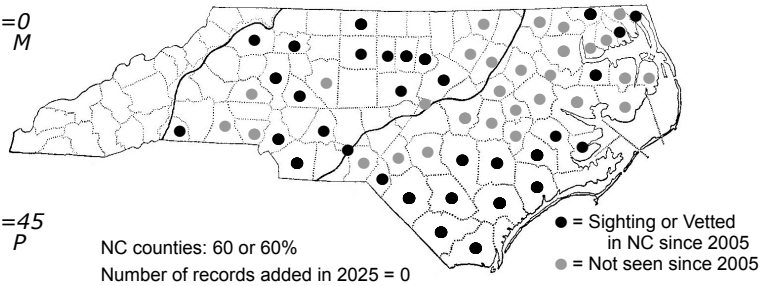 =0
M
=45
P
NC counties: 60 or 60%
Number of records added in 2025 = 0
= Sighting or Vetted
in NC since 2005
= Not seen since 2005